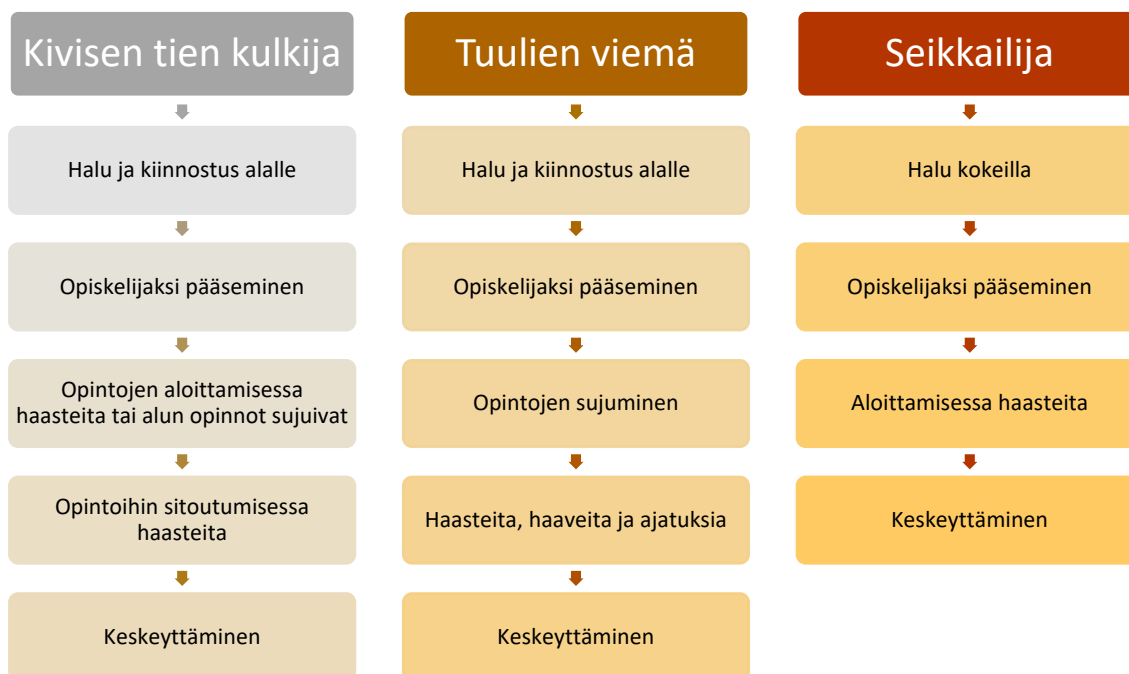 Kivisen tien kulkija
Halu ja kiinnostus alalle
Opiskelijaksi pääseminen
Opintojen aloittamisessa
haasteita tai alun opinnot sujuivat
Opintoihin sitoutumisessa
haasteita
Keskeyttäminen
Tuulien viemä
Halu ja kiinnostus alalle
Opiskelijaksi pääseminen
Opintojen sujuminen
Haasteita, haaveita ja ajatuksia
Keskeyttäminen
Seikkailija
Halu kokeilla
Opiskelijaksi pääseminen
Aloittamisessa haasteita
Keskeyttäminen